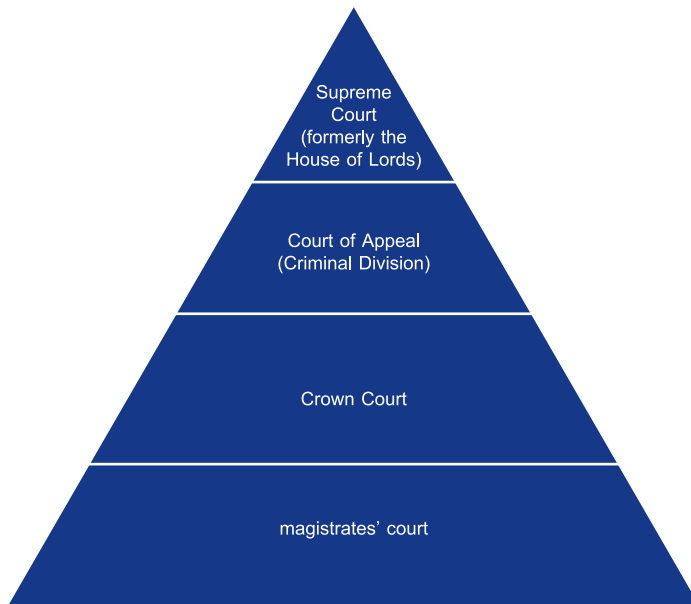 Supreme
Court
(formerly the
House of Lords)
Court of Appeal
(Criminal Division)
Crown Court
magistrates’ court